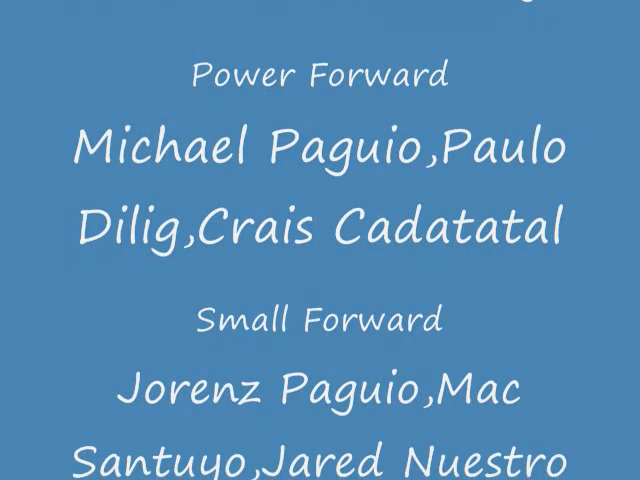 Power Forward
Michael Paguio,Paulo
Dilig,Crais Cadatatal
Small Forward
Jorenz Paguio,Mac
Santuyo,Jared Nuestro